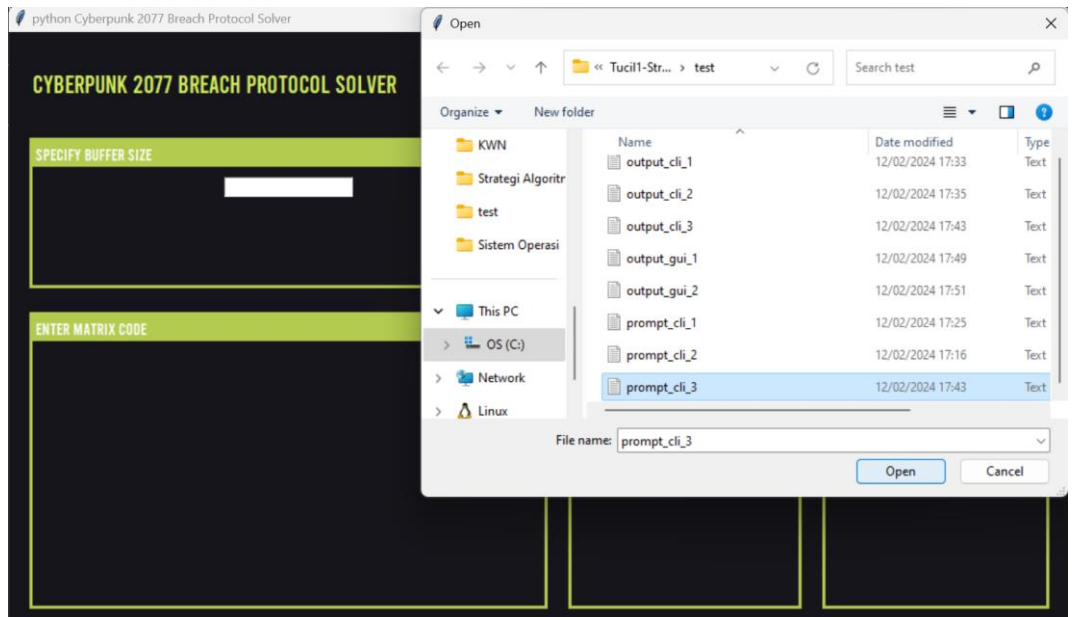 python Cyberpunk 2077 Breach Protocol Solver
CYBERPUNK 2077 BREACH PROTOCOL SOLVER
SPECIFY BUFFER SIZE
ENTER MATRIX CODE
Open
« Tucil1-Str... › test
Search test
Organize
New folder
KWN
Strategi Algoritr
test
Sistem Operasi
This PC
OS (C:)
Network
Linux
Name Date modified Type
output_cli_1 12/02/2024 17:33 Text
output_cli_2 12/02/2024 17:35 Text
output_cli_3 12/02/2024 17:43 Text
output_gui_1 12/02/2024 17:49 Text
output_gui_2 12/02/2024 17:51 Text
prompt_cli_1 12/02/2024 17:25 Text
prompt_cli_2 12/02/2024 17:16 Text
prompt_cli_3 12/02/2024 17:43 Text
File name: prompt_cli_3
Open
Cancel